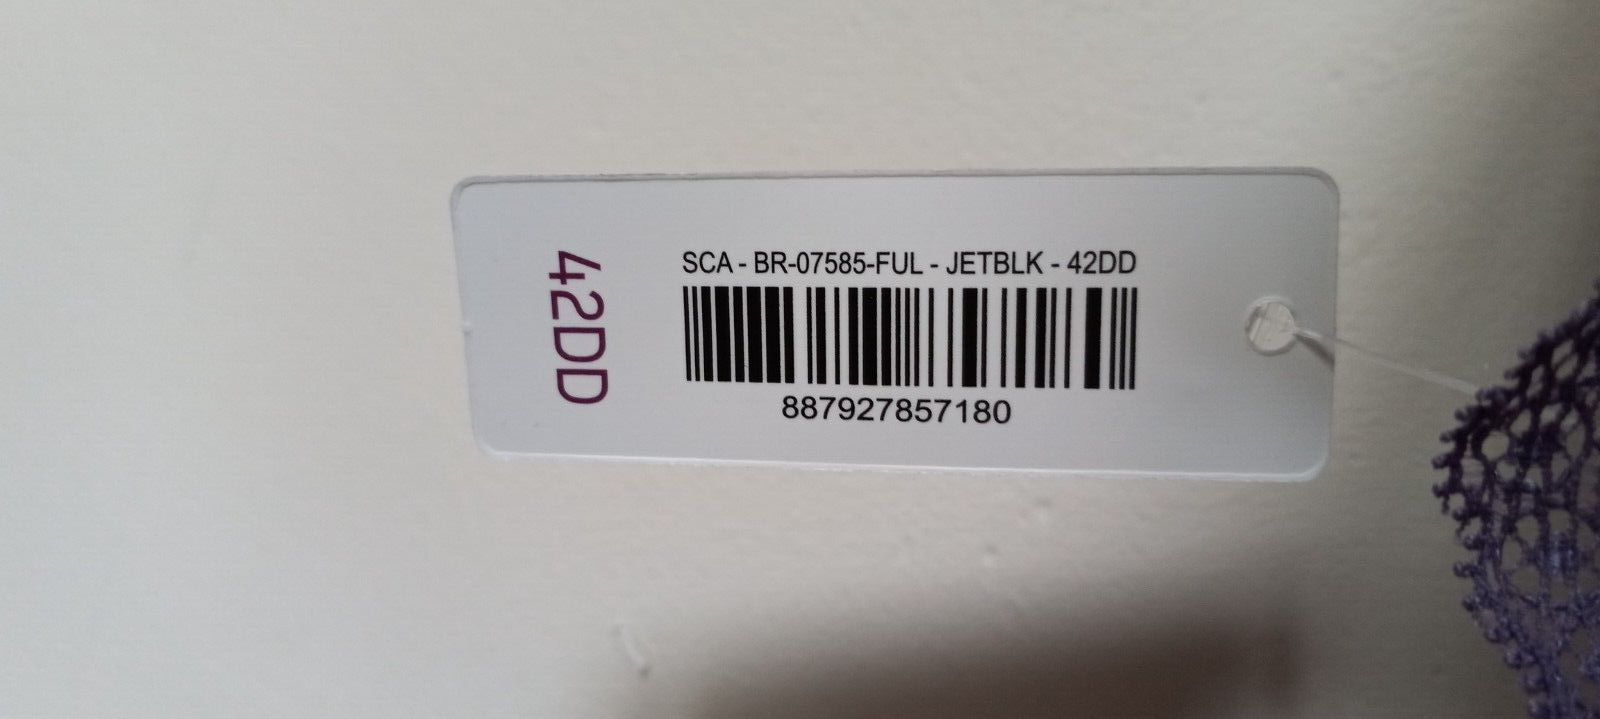 42DD
SCA - BR-07585-FUL - JETBLK - 42DD
887927857180